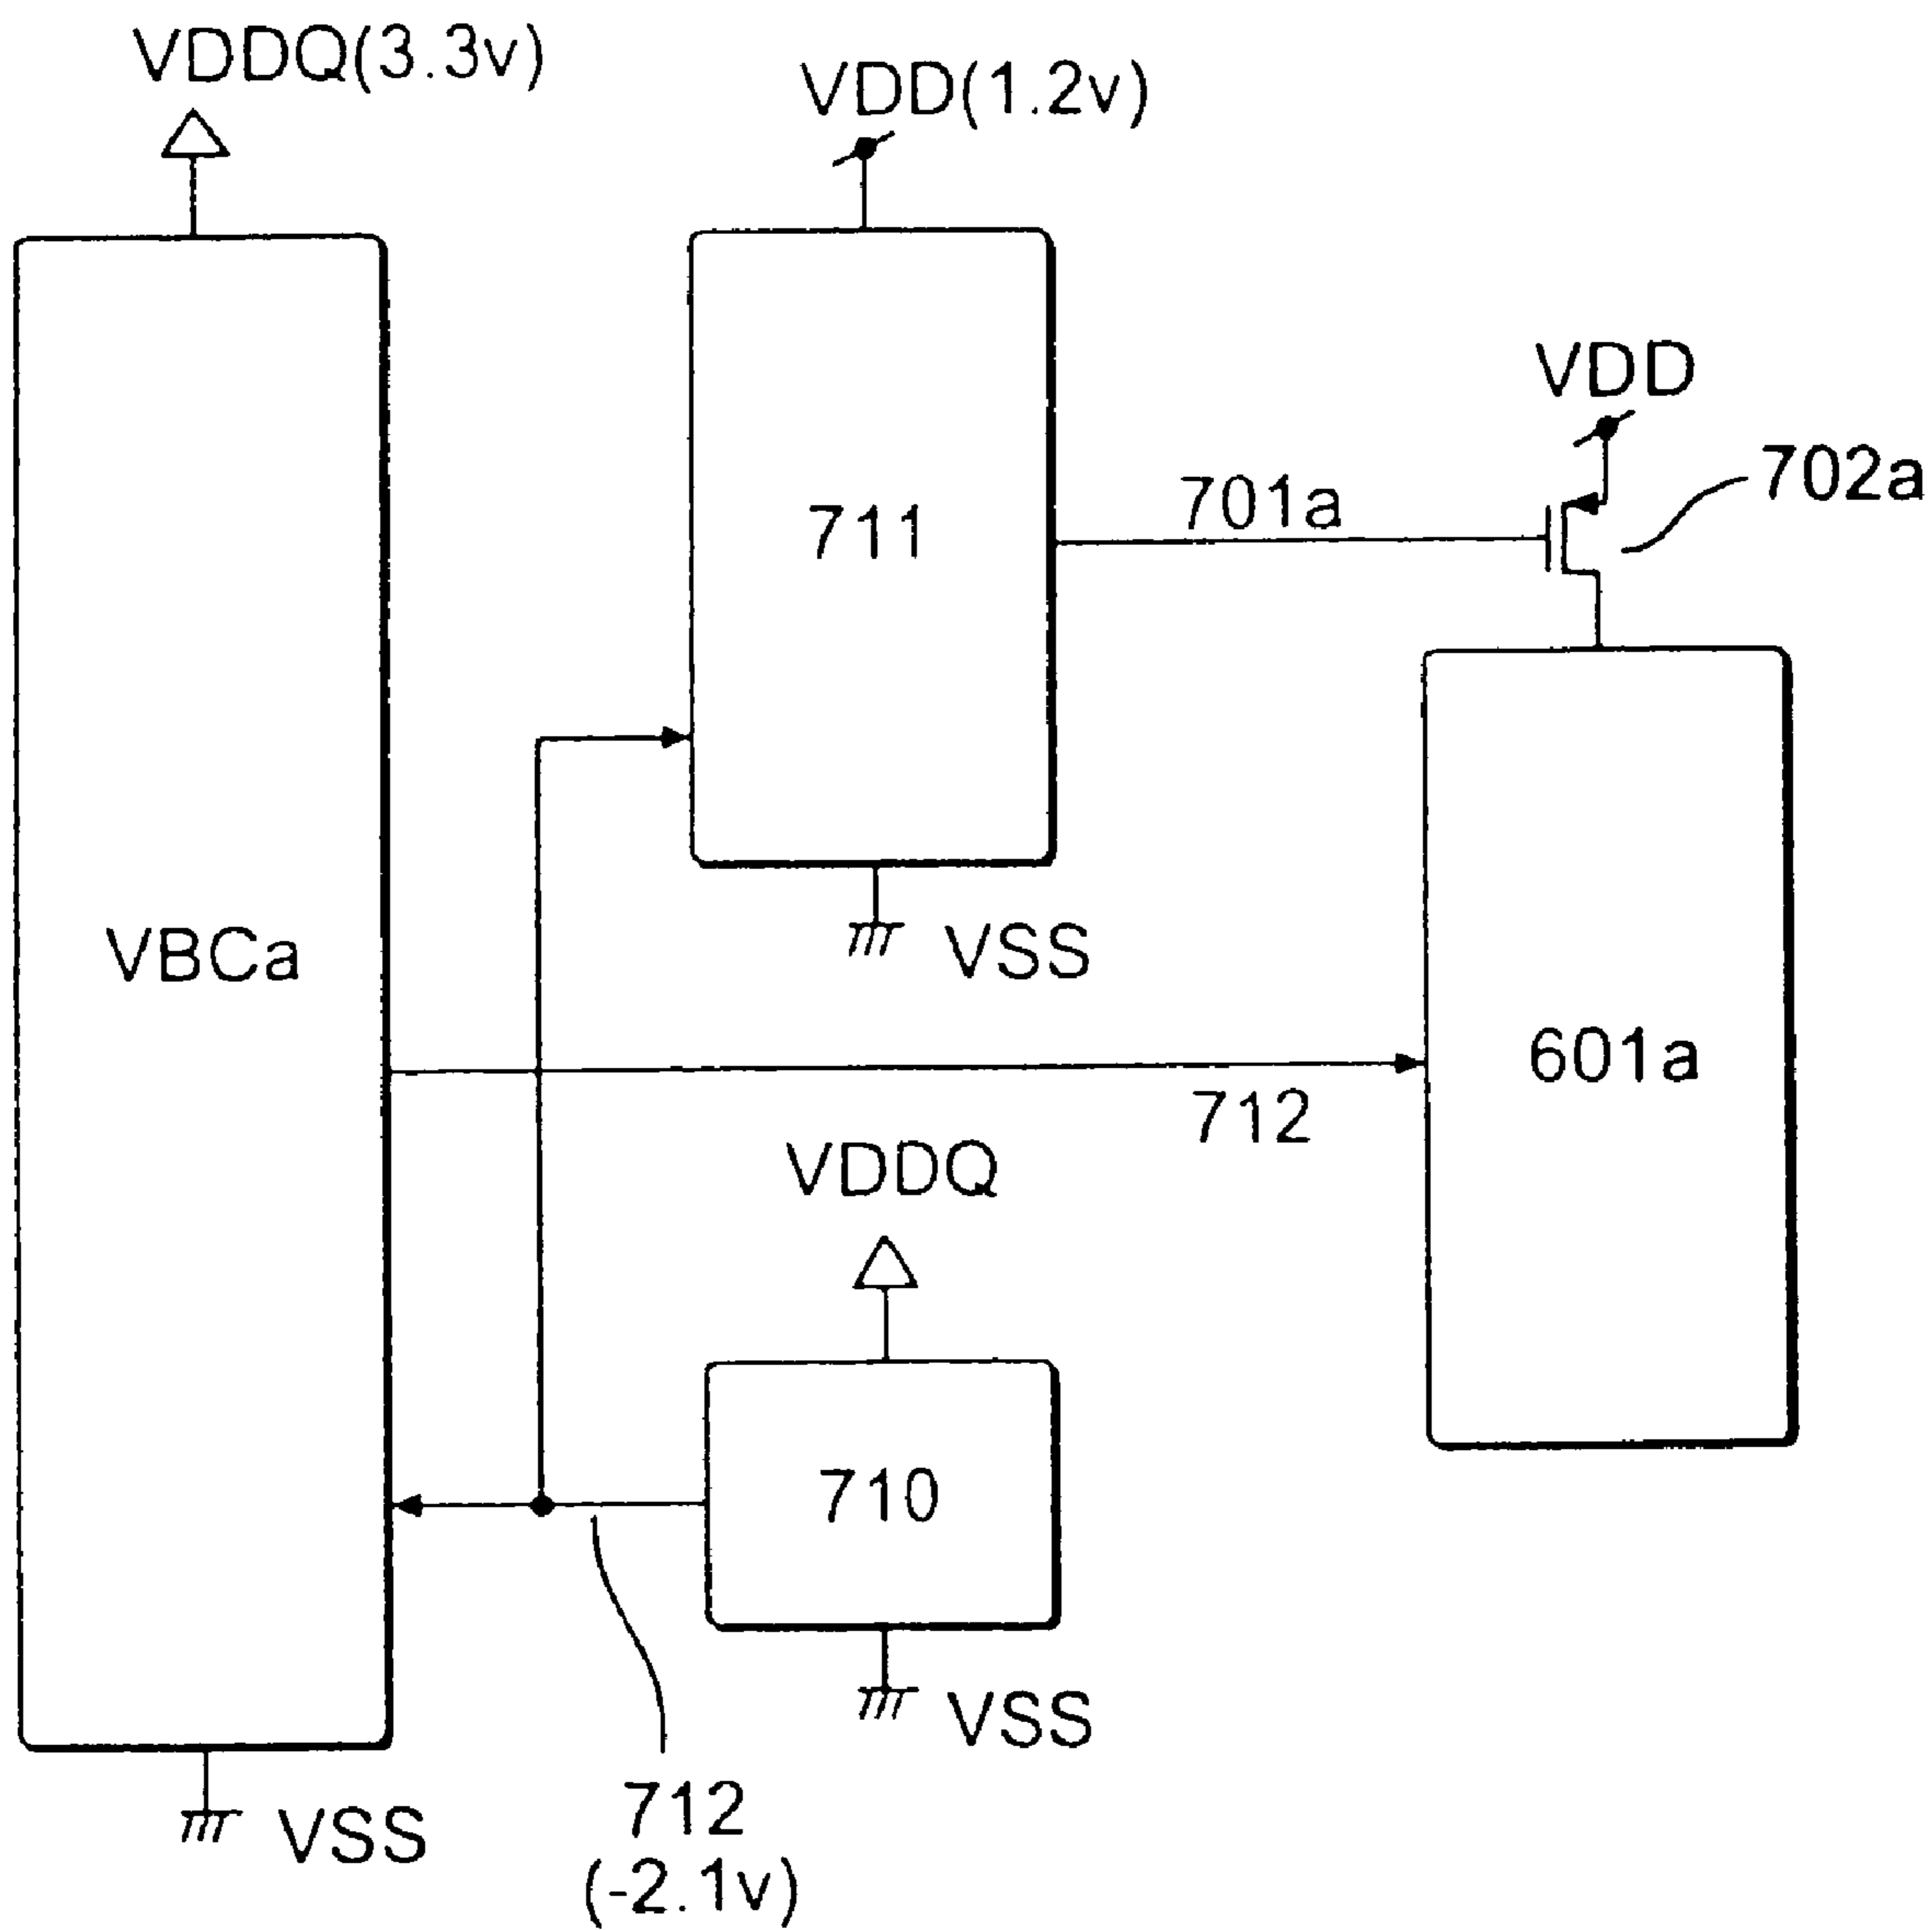 VDDQ(3.3v)
VDD(1.2v)
VDD
702a
701a
711
VBCa
VSS
601a
712
VDDQ
710
VSS
712
(-2.1v)
VSS